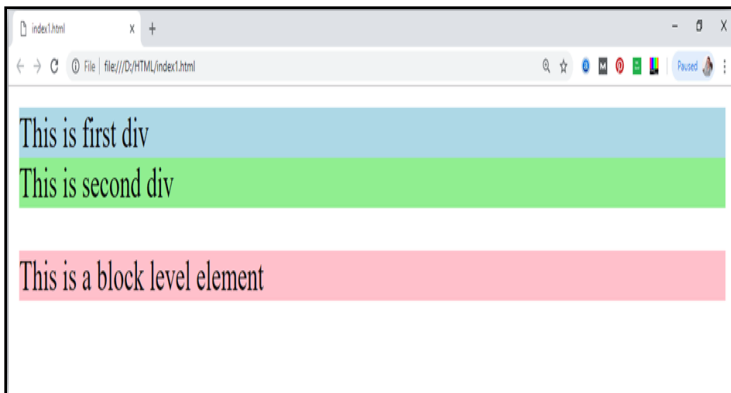 index1.html
File | file:///D:/HTML/index1.html
Paused
This is first div
This is second div
This is a block level element